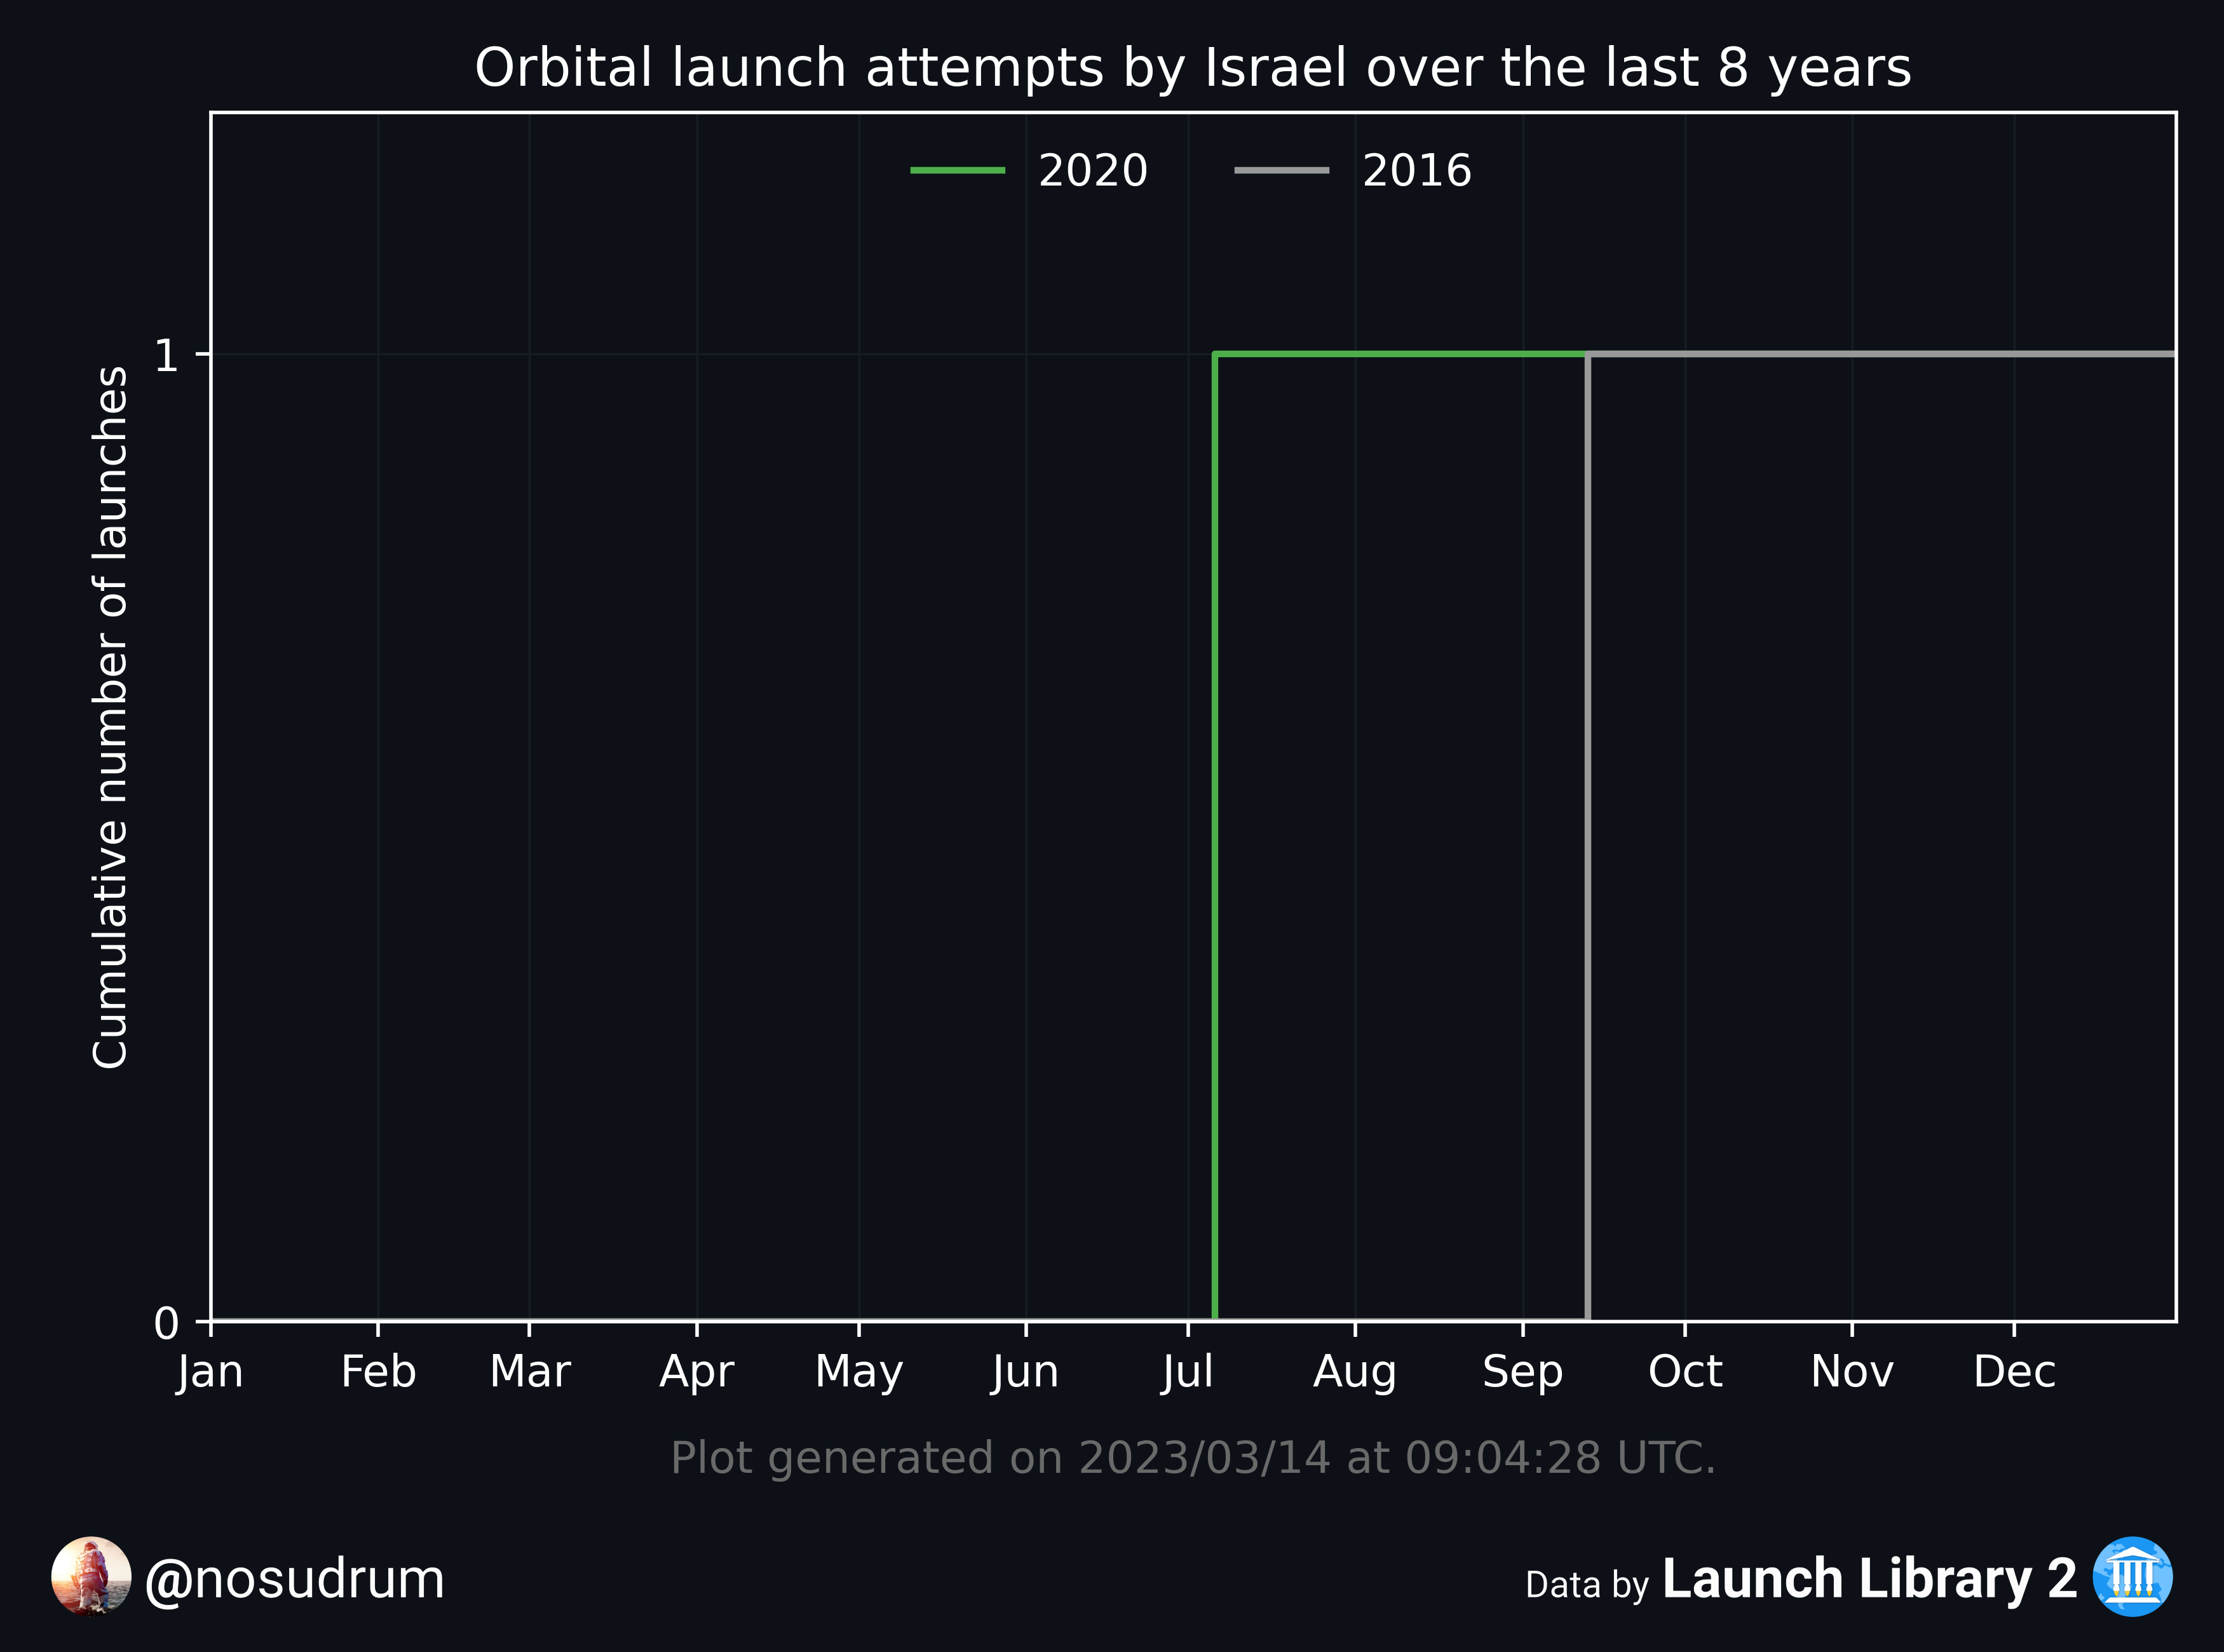 Orbital launch attempts by Israel over the last 8 years
2020 2016
Cumulative number of launches
1
0
Jan Feb Mar Apr May Jun Jul Aug Sep Oct Nov Dec
Plot generated on 2023/03/14 at 09:04:28 UTC.
@nosudrum
Data by Launch Library 2